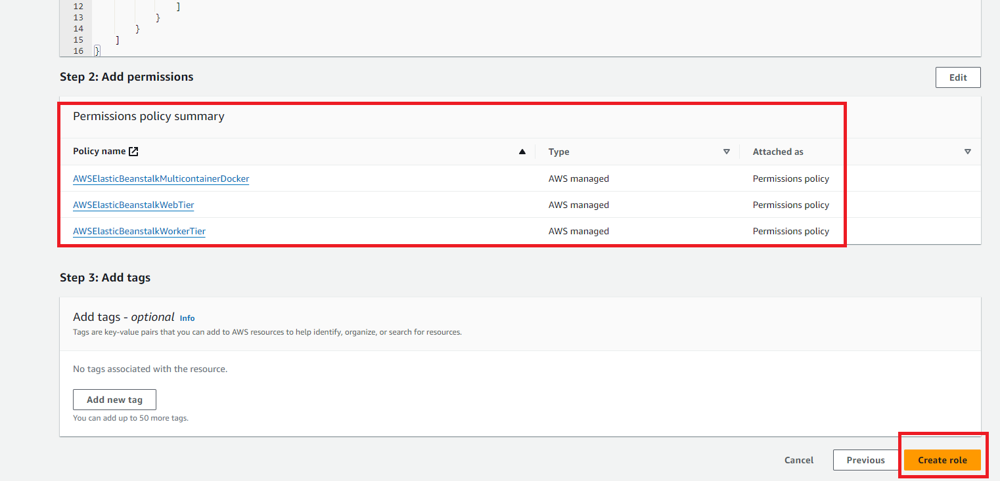 12 ]
13 }
14 }
15 ]
16 }
Step 2: Add permissions
Edit
Permissions policy summary
Policy name Type Attached as
AWSElasticBeanstalkMulticontainerDocker AWS managed Permissions policy
AWSElasticBeanstalkWebTier AWS managed Permissions policy
AWSElasticBeanstalkWorkerTier AWS managed Permissions policy
Step 3: Add tags
Add tags - optional Info
Tags are key-value pairs that you can add to AWS resources to help identify, organize, or search for resources.
No tags associated with the resource.
Add new tag
You can add up to 50 more tags.
Cancel Previous Create role